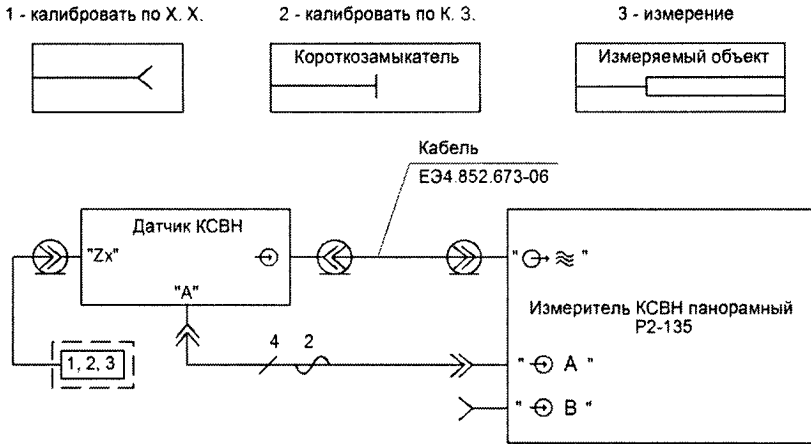 1 - калибровать по Х. Х.
2 - калибровать по К. З.
3 - измерение
Короткозамыкатель
Измеряемый объект
Кабель
ЕЭ4.852.673-06
Датчик КСВН
"Zx"
"А"
" "
Измеритель КСВН панорамный
Р2-135
4
2
1, 2, 3
" А "
" В "